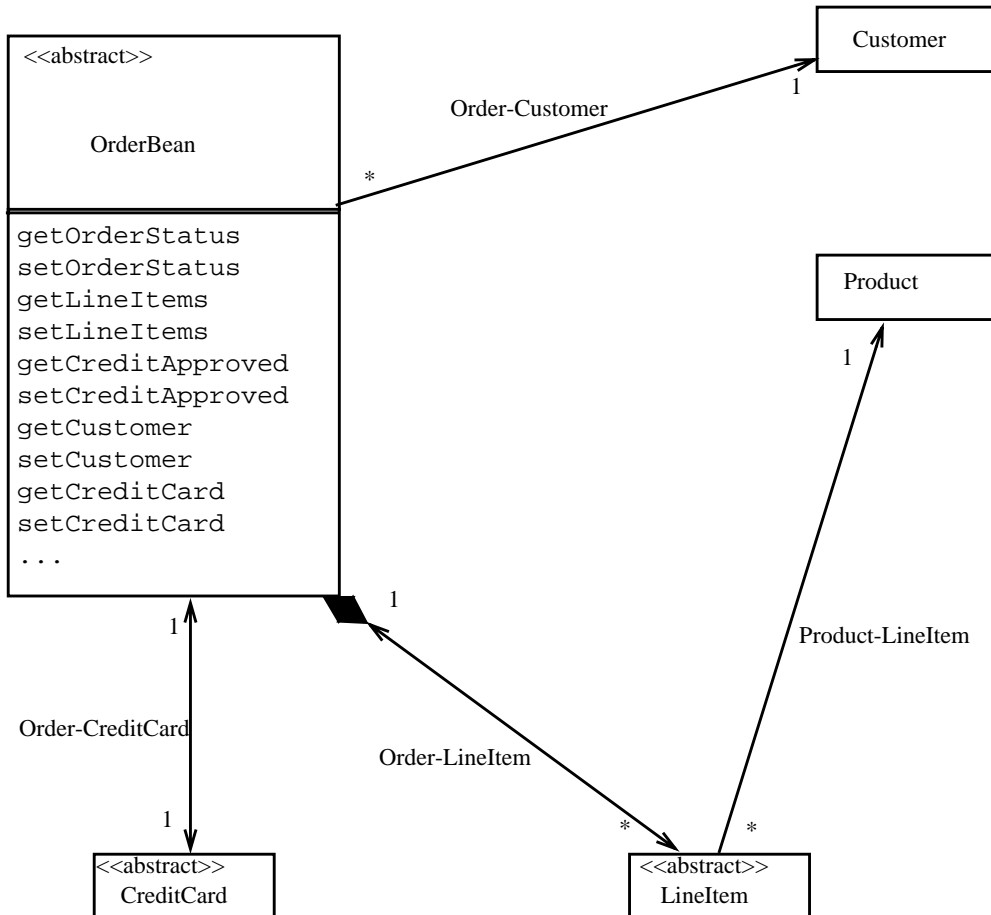 <<abstract>>
OrderBean
getOrderStatus
setOrderStatus
getLineItems
setLineItems
getCreditApproved
setCreditApproved
getCustomer
setCustomer
getCreditCard
setCreditCard
...
Customer
1
Order-Customer
*
Product
1
Product-LineItem
*
1
Order-LineItem
*
1
Order-CreditCard
1
<<abstract>>
CreditCard
<<abstract>>
LineItem